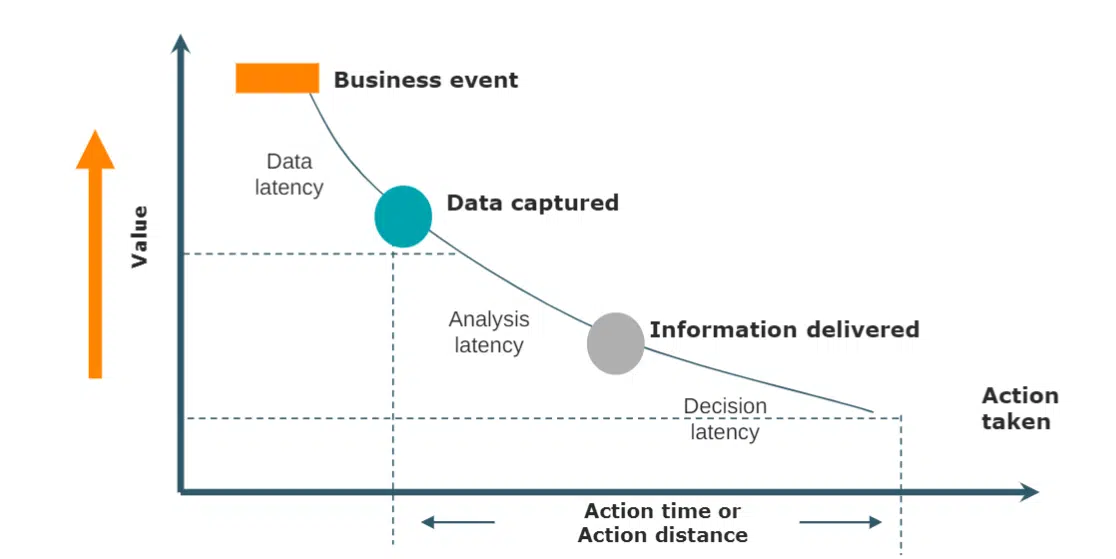 Business event
Data
latency
Data captured
Value
Analysis
latency
Information delivered
Decision
latency
Action
taken
Action time or
Action distance